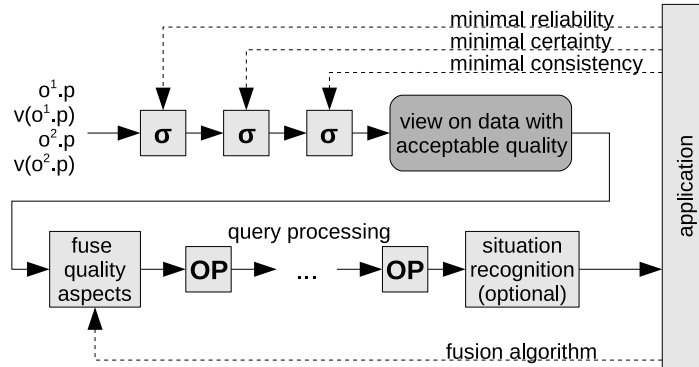 minimal reliability
minimal certainty
minimal consistency
o¹.p
v(o¹.p)
o².p
v(o².p)
σ
σ
σ
view on data with
acceptable quality
application
query processing
fuse
quality
aspects
OP
...
OP
situation
recognition
(optional)
fusion algorithm